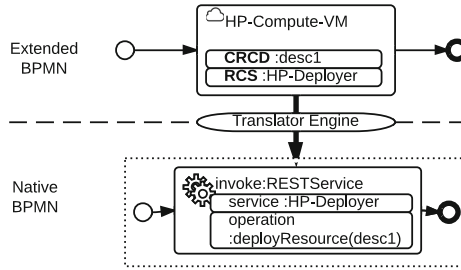 HP-Compute-VM
Extended
BPMN
CRCD :desc1
RCS :HP-Deployer
Translator Engine
Native
BPMN
invoke:RESTService
service :HP-Deployer
operation
:deployResource(desc1)